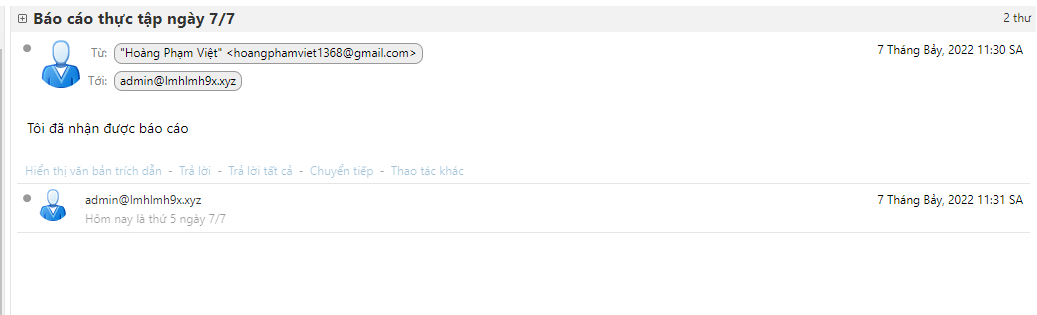 Báo cáo thực tập ngày 7/7
2 thư
Từ: "Hoàng Phạm Việt" <hoangphamviet1368@gmail.com>
7 Tháng Bảy, 2022 11:30 SA
Tới: admin@lmhlmh9x.xyz
Tôi đã nhận được báo cáo
Hiển thị văn bản trích dẫn - Trả lời - Trả lời tất cả - Chuyển tiếp - Thao tác khác
admin@lmhlmh9x.xyz
7 Tháng Bảy, 2022 11:31 SA
Hôm nay là thứ 5 ngày 7/7